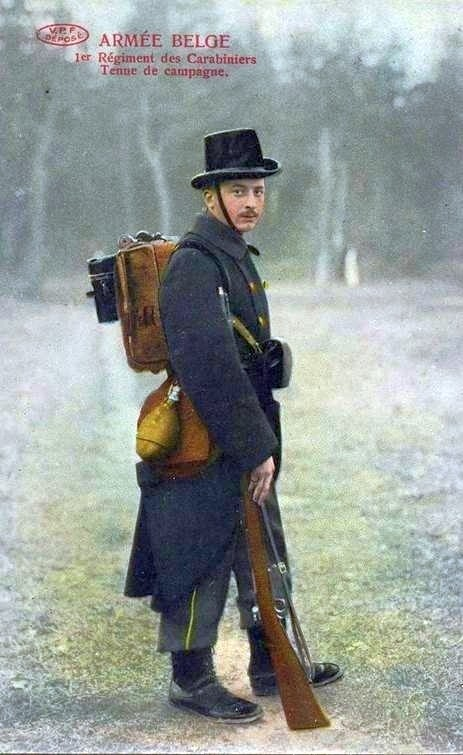 V.P.F.
DÉPOSÉ
ARMÉE BELGE
1er Régiment des Carabiniers
Tenue de campagne.